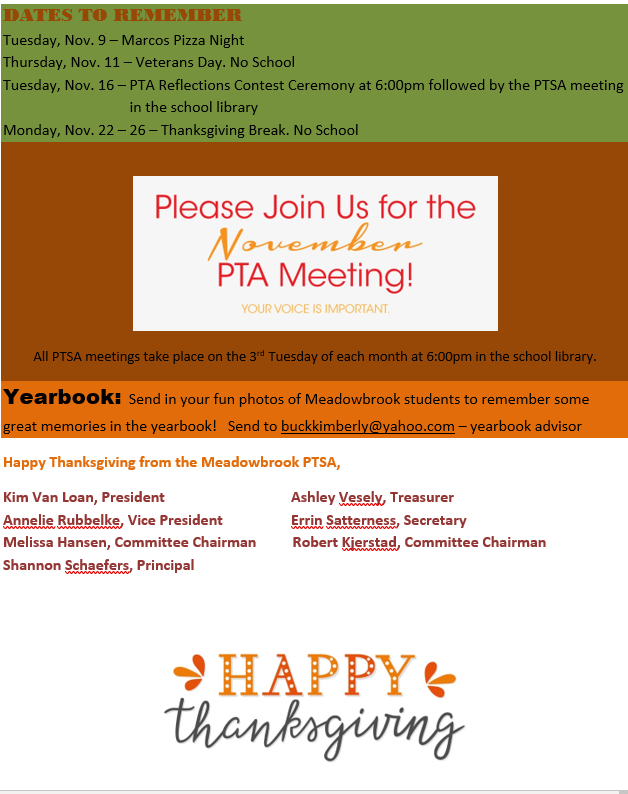 DATES TO REMEMBER
Tuesday, Nov. 9 – Marcos Pizza Night
Thursday, Nov. 11 – Veterans Day. No School
Tuesday, Nov. 16 – PTA Reflections Contest Ceremony at 6:00pm followed by the PTSA meeting
in the school library
Monday, Nov. 22 – 26 – Thanksgiving Break. No School
Please Join Us for the
November
PTA Meeting!
YOUR VOICE IS IMPORTANT.
All PTSA meetings take place on the 3rd Tuesday of each month at 6:00pm in the school library.
Yearbook: Send in your fun photos of Meadowbrook students to remember some
great memories in the yearbook! Send to buckkimberly@yahoo.com – yearbook advisor
Happy Thanksgiving from the Meadowbrook PTSA,
Kim Van Loan, President Ashley Vesely, Treasurer
Annelie Rubbelke, Vice President Errin Satterness, Secretary
Melissa Hansen, Committee Chairman Robert Kjerstad, Committee Chairman
Shannon Schaefers, Principal
HAPPY
thanksgiving